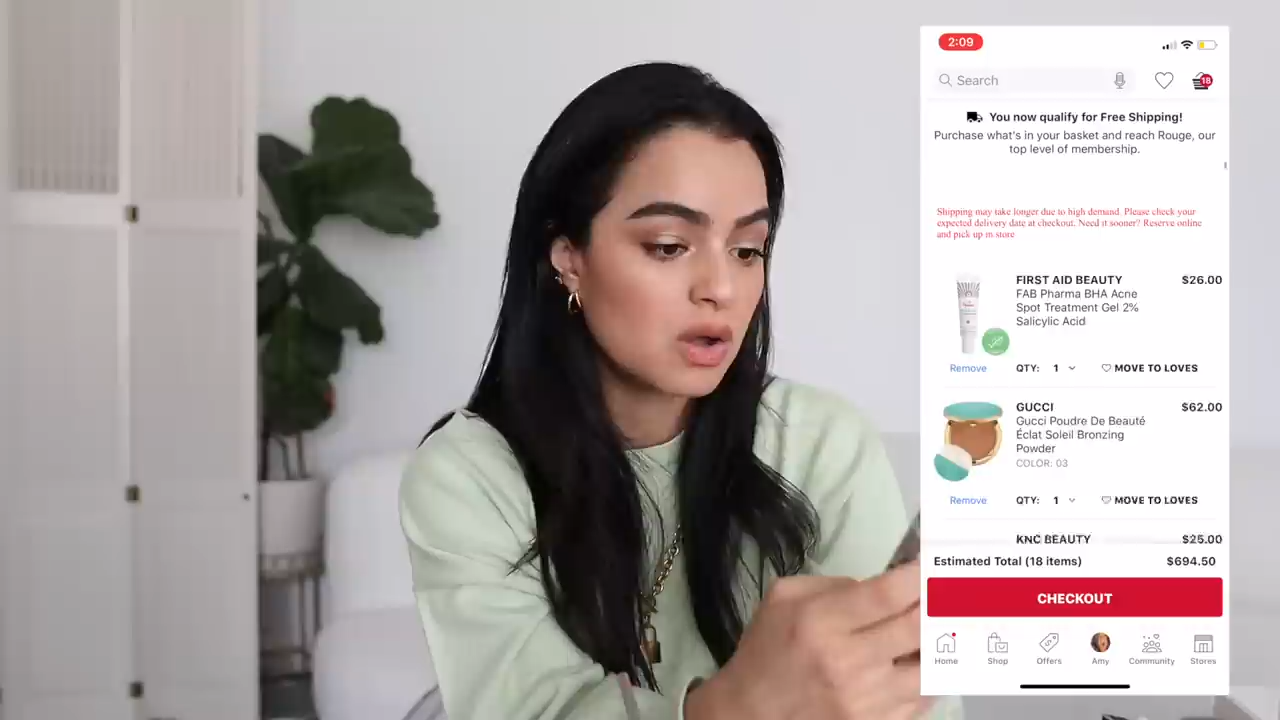 2:09
Search
18
You now qualify for Free Shipping!
Purchase what's in your basket and reach Rouge, our
top level of membership.
Shipping may take longer due to high demand. Please check your
expected delivery date at checkout. Need it sooner? Reserve online
and pick up in store
FIRST AID BEAUTY $26.00
FAB Pharma BHA Acne
Spot Treatment Gel 2%
Salicylic Acid
Remove QTY: 1 MOVE TO LOVES
GUCCI $62.00
Gucci Poudre De Beauté
Éclat Soleil Bronzing
Powder
COLOR: 03
Remove QTY: 1 MOVE TO LOVES
KNC BEAUTY $25.00
Estimated Total (18 items) $694.50
CHECKOUT
Home Shop Offers Amy Community Stores